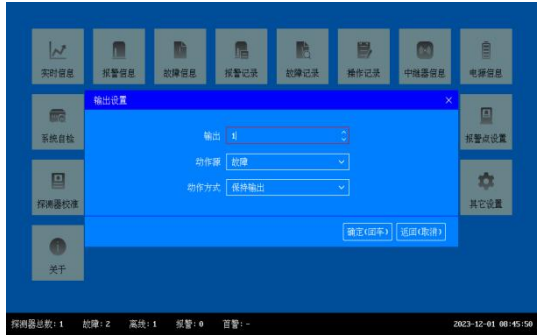 实时信息 报警信息 故障信息 报警记录 故障记录 操作记录 中继器信息 电源信息
输出设置 ×
系统自检 报警点设置
输出 1
动作源 故障
动作方式 保持输出
探测器校准 其它设置
确定(回车) 返回(取消)
关于
探测器总数: 1 故障: 2 离线: 1 报警: 0 首警: - 2023-12-01 08:45:50